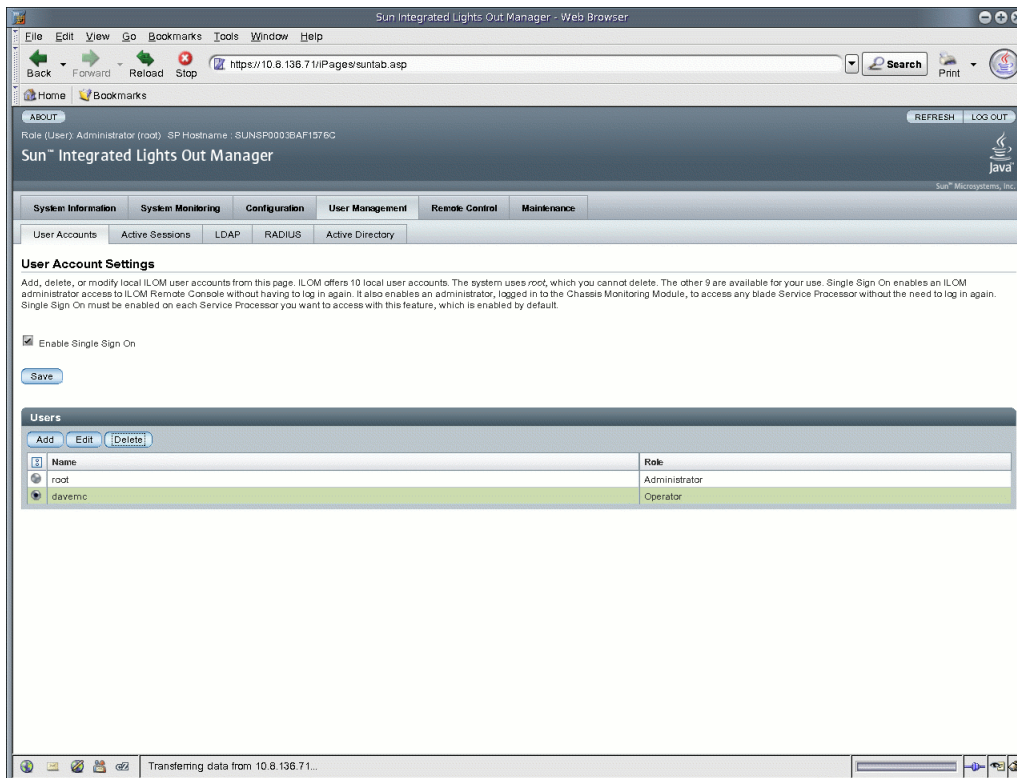 Sun Integrated Lights Out Manager - Web Browser
File Edit View Go Bookmarks Tools Window Help
Back Forward Reload Stop https://10.8.136.71/iPages/suntab.asp Search Print
Home Bookmarks
ABOUT REFRESH LOG OUT
Role (User): Administrator (root) SP Hostname : SUNSP0003BAF1576C
Sun™ Integrated Lights Out Manager
Java
Sun™ Microsystems, Inc.
System Information System Monitoring Configuration User Management Remote Control Maintenance
User Accounts Active Sessions LDAP RADIUS Active Directory
User Account Settings
Add, delete, or modify local ILOM user accounts from this page. ILOM offers 10 local user accounts. The system uses root, which you cannot delete. The other 9 are available for your use. Single Sign On enables an ILOM
administrator access to ILOM Remote Console without having to log in again. It also enables an administrator, logged in to the Chassis Monitoring Module, to access any blade Service Processor without the need to log in again.
Single Sign On must be enabled on each Service Processor you want to access with this feature, which is enabled by default.
Enable Single Sign On
Save
Users
Add Edit Delete
Name Role
root Administrator
davemc Operator
Transferring data from 10.8.136.71...